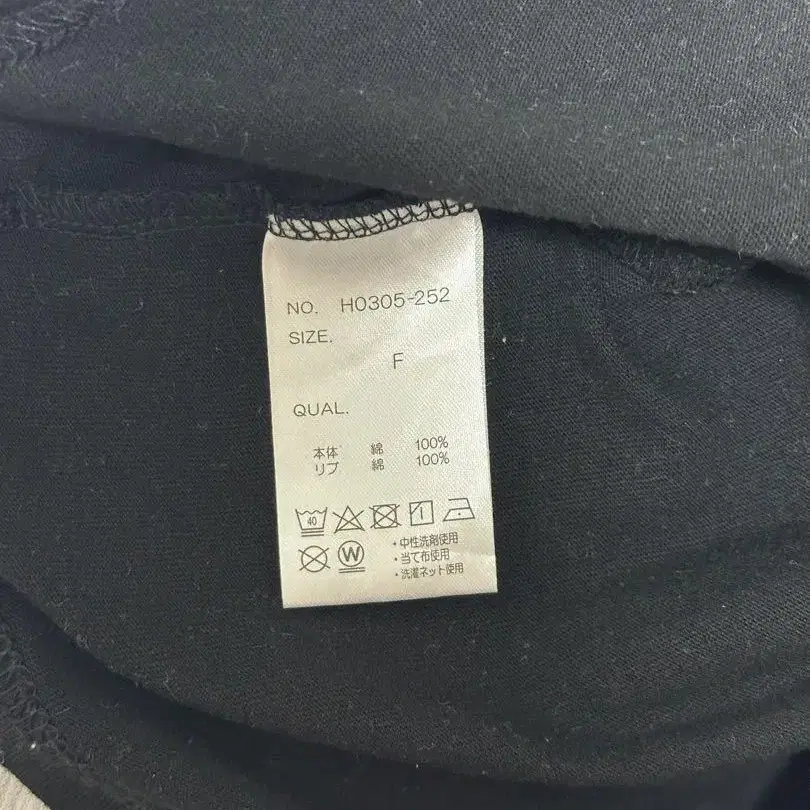 NO. H0305-252
SIZE.
F
QUAL.
本体 綿 100%
リブ 綿 100%
40
W
・中性洗剤使用
・当て布使用
・洗濯ネット使用